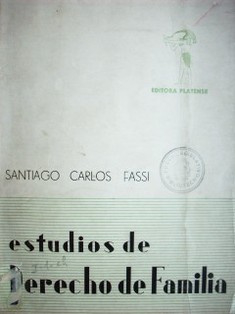 EDITORA PLATENSE
SANTIAGO CARLOS FASSI
estudios de
Derecho de Familia